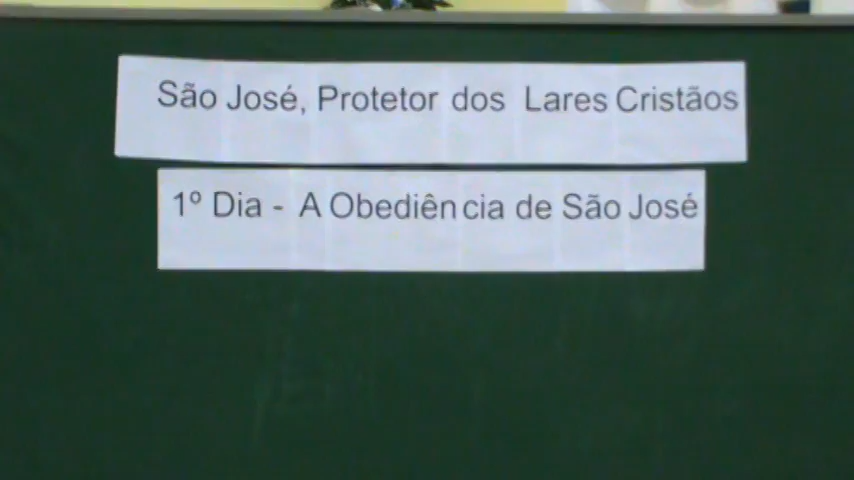 São José, Protetor dos Lares Cristãos
1º Dia - A Obediência de São José